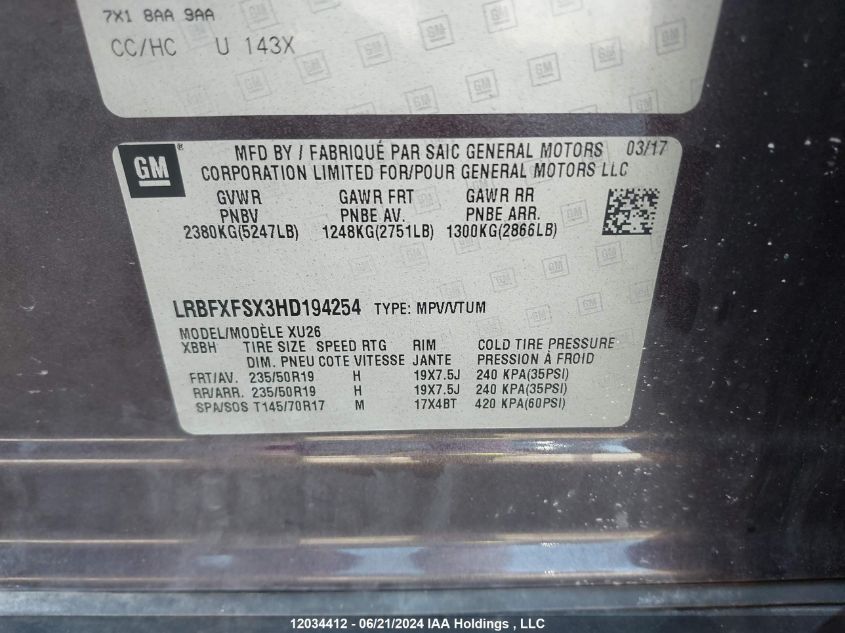 7X1 8AA 9AA
CC/HC U 143X
GM® MFD BY / FABRIQUÉ PAR SAIC GENERAL MOTORS 03/17
CORPORATION LIMITED FOR/POUR GENERAL MOTORS LLC
GVWR GAWR FRT GAWR RR
PNBV PNBE AV. PNBE ARR.
2380KG(5247LB) 1248KG(2751LB) 1300KG(2866LB)
LRBFXFSX3HD194254 TYPE: MPV/VTUM
MODEL/MODÈLE XU26
XBBH TIRE SIZE SPEED RTG RIM COLD TIRE PRESSURE
DIM. PNEU COTE VITESSE JANTE PRESSION À FROID
FRT/AV. 235/50R19 H 19X7.5J 240 KPA(35PSI)
RR/ARR. 235/50R19 H 19X7.5J 240 KPA(35PSI)
SPA/SOS T145/70R17 M 17X4BT 420 KPA(60PSI)
12034412 - 06/21/2024 IAA Holdings , LLC